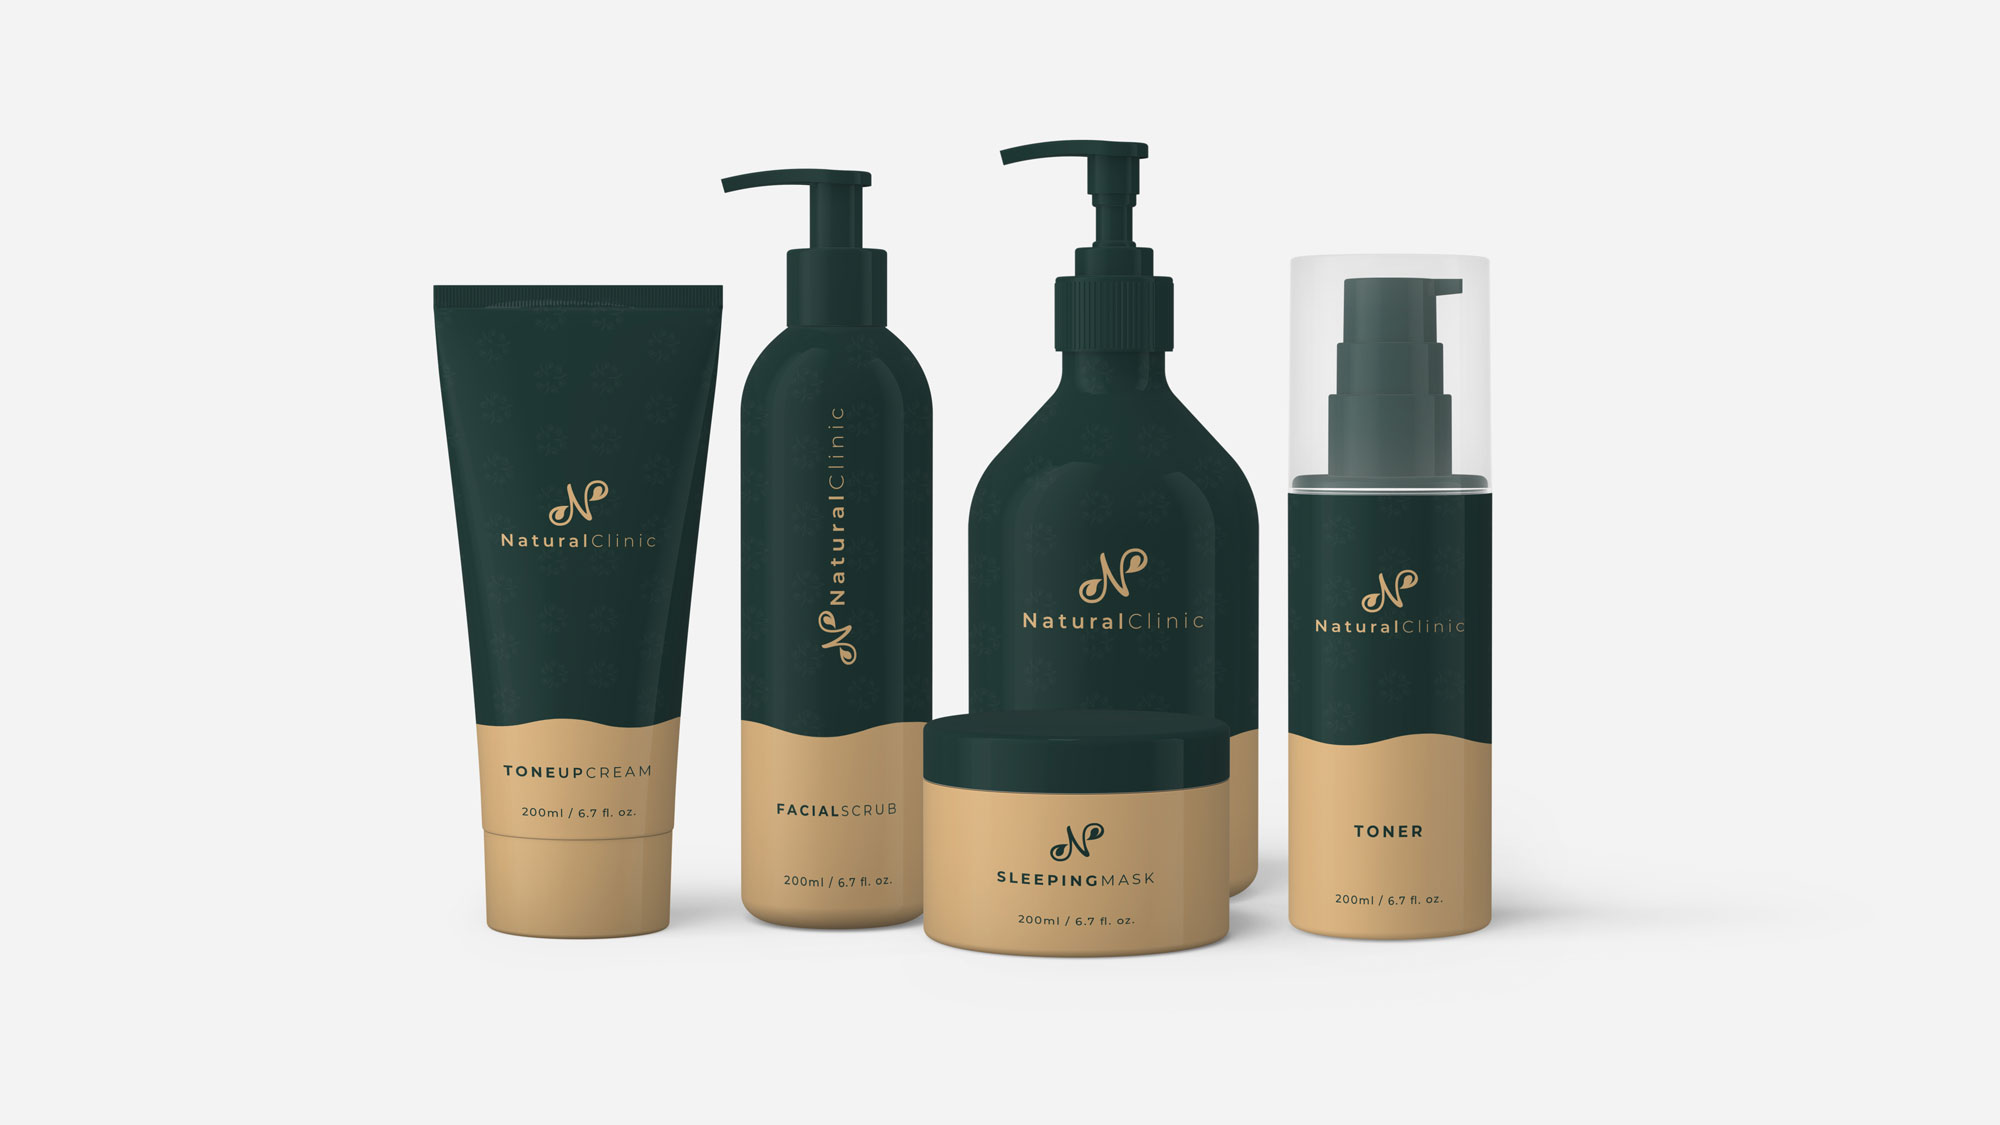 NaturalClinic
TONEUPCREAM
200ml / 6.7 fl. oz.
NaturalClinic
FACIALSCRUB
200ml / 6.7 fl. oz.
NaturalClinic
SLEEPINGMASK
200ml / 6.7 fl. oz.
NaturalClinic
TONER
200ml / 6.7 fl. oz.